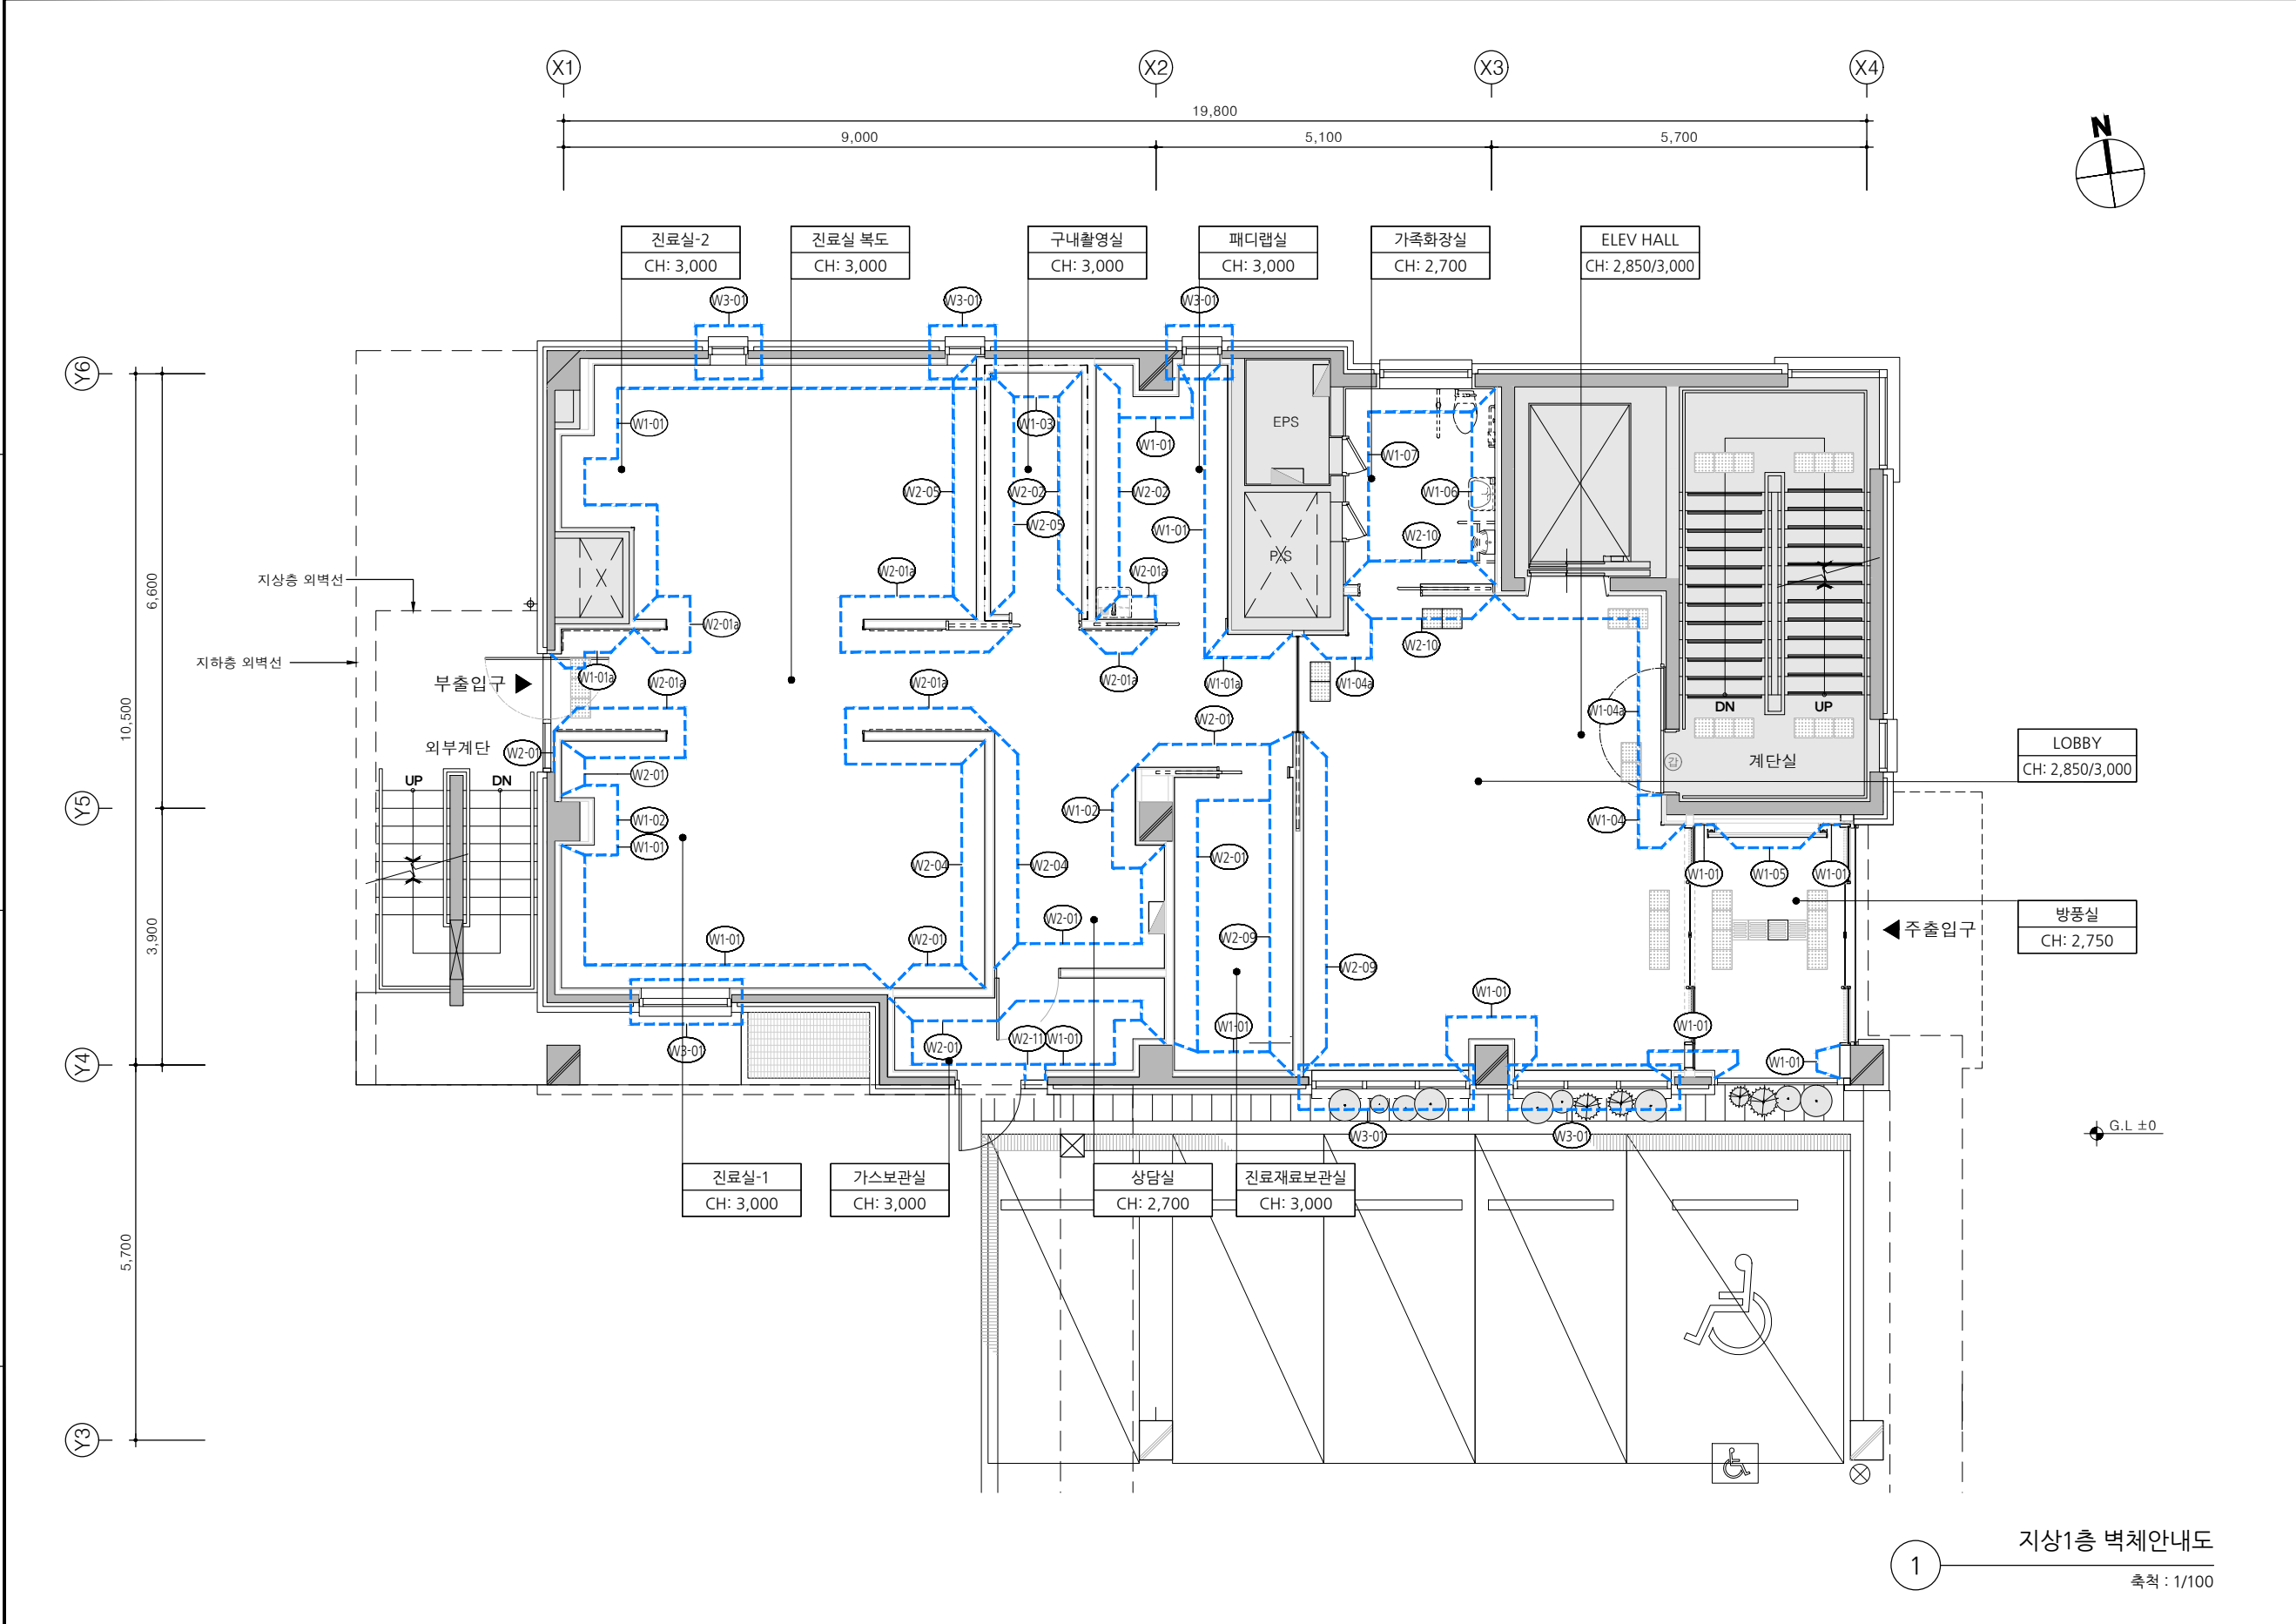 X1
X2
X3
X4
19,800
9,000
5,100
5,700
N
진료실-2
CH: 3,000
진료실 복도
CH: 3,000
구내촬영실
CH: 3,000
패디랩실
CH: 3,000
가족화장실
CH: 2,700
ELEV HALL
CH: 2,850/3,000
W3-01
W3-01
W3-01
Y6
W1-01
W1-03
W1-01
EPS
W1-07
W2-05
W2-02
W2-02
W1-06
W2-05
W1-01
W2-10
P/S
지상층 외벽선
6,600
W2-01a
W2-01a
W2-01a
W2-10
지하층 외벽선
부출입구
W1-01a
W2-01a
W2-01a
W2-01a
W1-01a
W1-04a
W1-04a
DN
UP
10,500
W2-01
외부계단
W2-01
계단실
갑
LOBBY
CH: 2,850/3,000
UP
DN
W2-01
Y5
W1-02
W1-02
W1-04
W1-01
W2-04
W2-04
W2-01
W1-01
W1-05
W1-01
3,900
W2-01
방풍실
CH: 2,750
주출입구
W1-01
W2-01
W2-09
W2-09
W1-01
W3-01
W2-01
W2-11
W1-01
W1-01
W1-01
W1-01
Y4
W3-01
W3-01
G.L ±0
진료실-1
CH: 3,000
가스보관실
CH: 3,000
상담실
CH: 2,700
진료재료보관실
CH: 3,000
5,700
Y3
1
지상1층 벽체안내도
축척 : 1/100